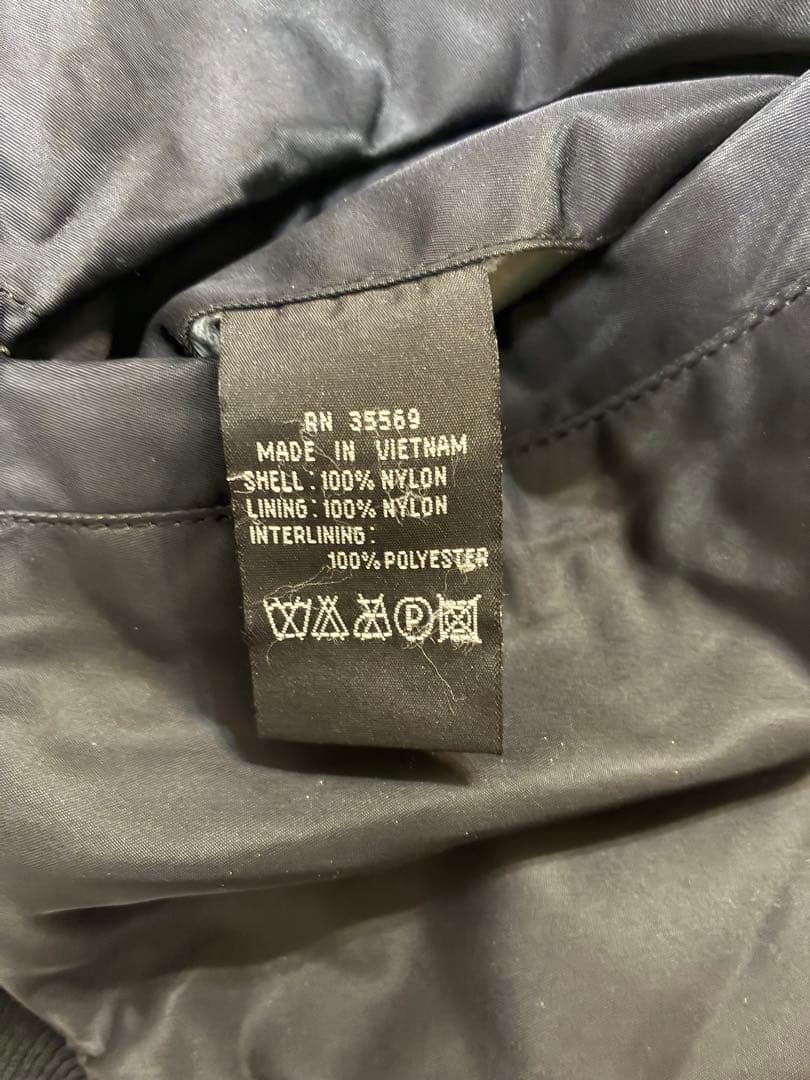 RN 35569
MADE IN VIETNAM
SHELL: 100% NYLON
LINING: 100% NYLON
INTERLINING:
100% POLYESTER
P